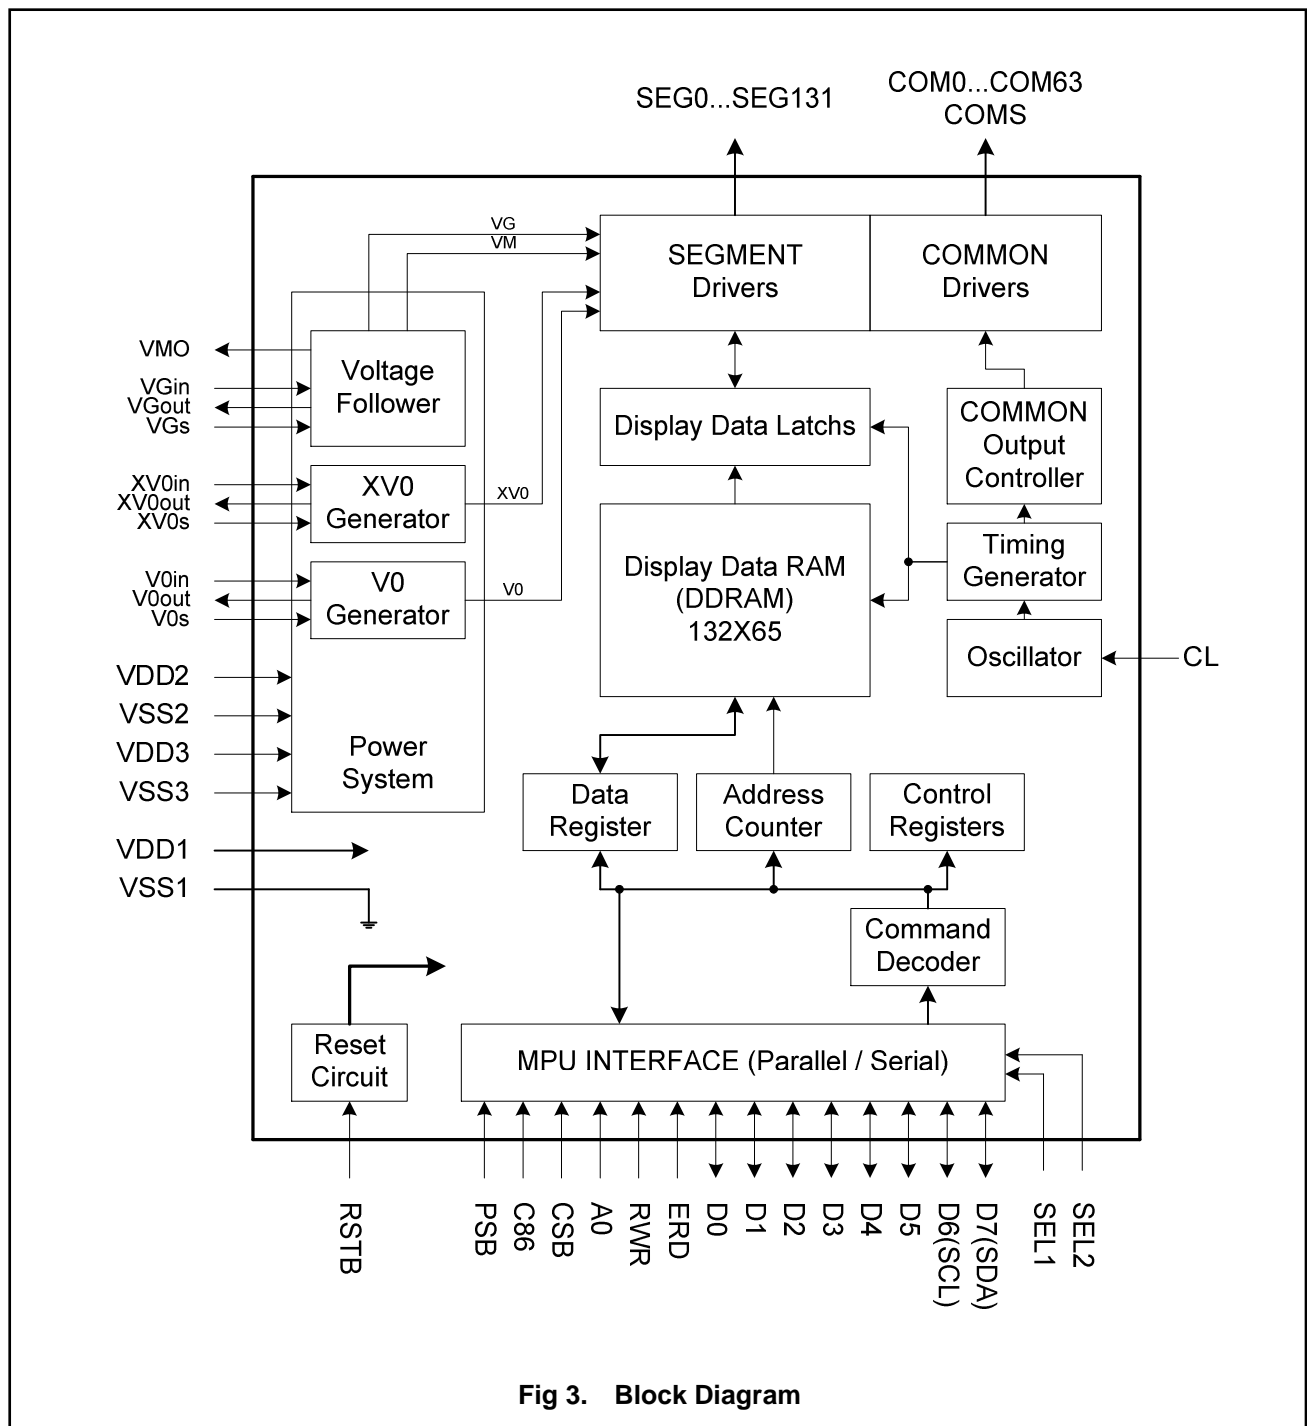 SEG0...SEG131
COM0...COM63
COMS
VG
VM
SEGMENT
Drivers
COMMON
Drivers
VMO
VGin
VGout
VGs
Voltage
Follower
Display Data Latchs
COMMON
Output
Controller
XV0in
XV0out
XV0s
XV0
Generator
XV0
Timing
Generator
Display Data RAM
(DDRAM)
132X65
V0in
V0out
V0s
V0
Generator
V0
Oscillator
CL
VDD2
VSS2
VDD3
VSS3
Power
System
Data
Register
Address
Counter
Control
Registers
VDD1
VSS1
Command
Decoder
Reset
Circuit
MPU INTERFACE (Parallel / Serial)
RSTB
PSB
C86
CSB
A0
RWR
ERD
D0
D1
D2
D3
D4
D5
D6(SCL)
D7(SDA)
SEL1
SEL2
Fig 3. Block Diagram